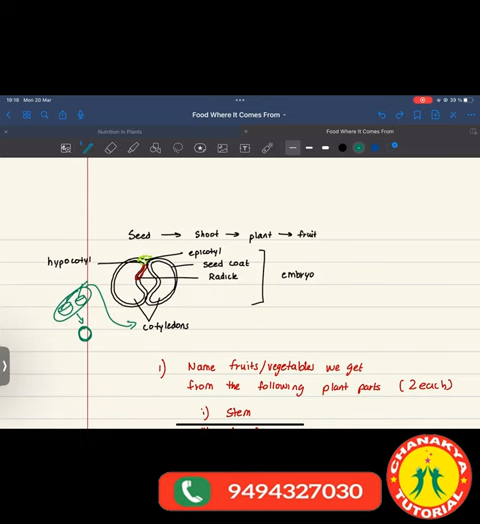 19:18 Mon 20 Mar
39 %
Food Where It Comes From
Nutrition in Plants
Food Where It Comes From
Seed → Shoot → plant → fruit
hypocotyl
epicotyl
seed coat
Radicle
embryo
cotyledons
1) Name fruits/vegetables we get
from the following plant parts (2 each)
i) Stem
9494327030
CHANAKYA
TUTORIAL